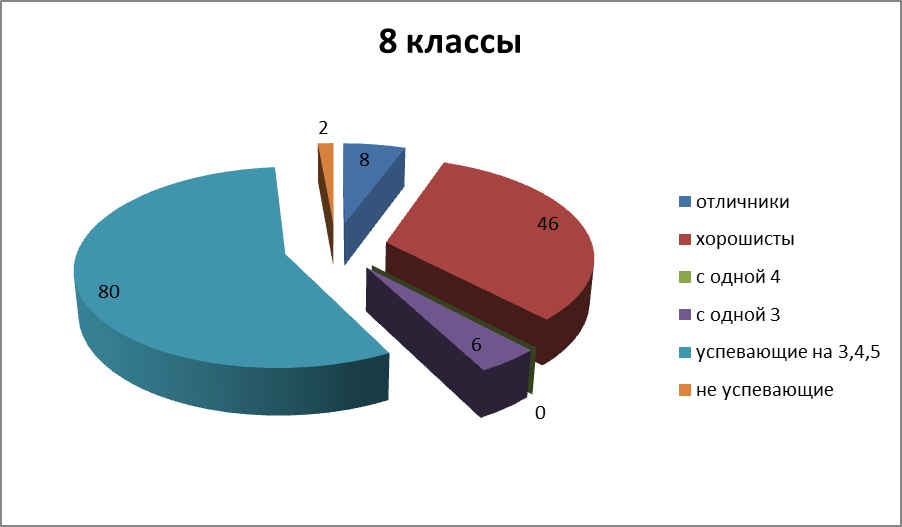 8 классы
2
8
46
80
6
0
отличники
хорошисты
с одной 4
с одной 3
успевающие на 3,4,5
не успевающие